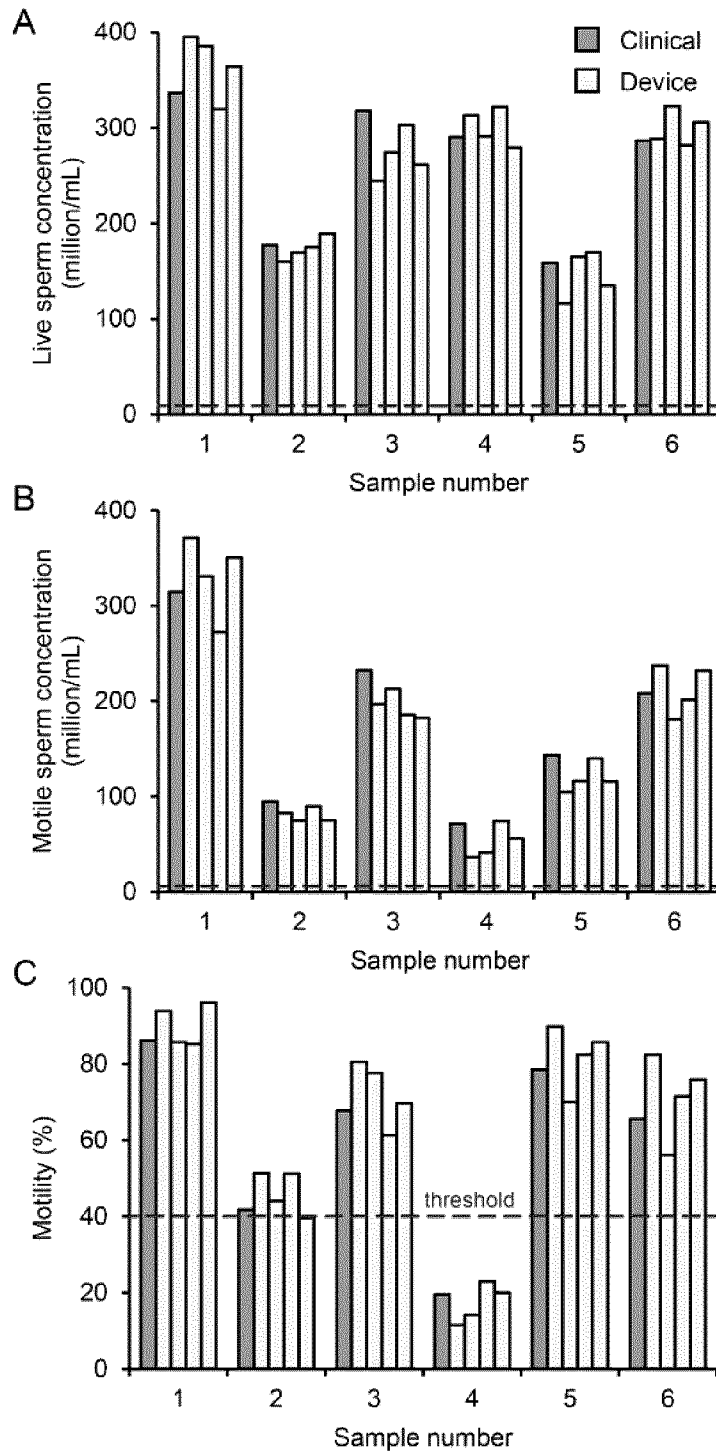 A
Live sperm concentration
(million/mL)
400
300
200
100
0
Clinical
Device
1 2 3 4 5 6
Sample number
B
Motile sperm concentration
(million/mL)
400
300
200
100
0
1 2 3 4 5 6
Sample number
C
Motility (%)
100
80
60
40
20
0
threshold
1 2 3 4 5 6
Sample number